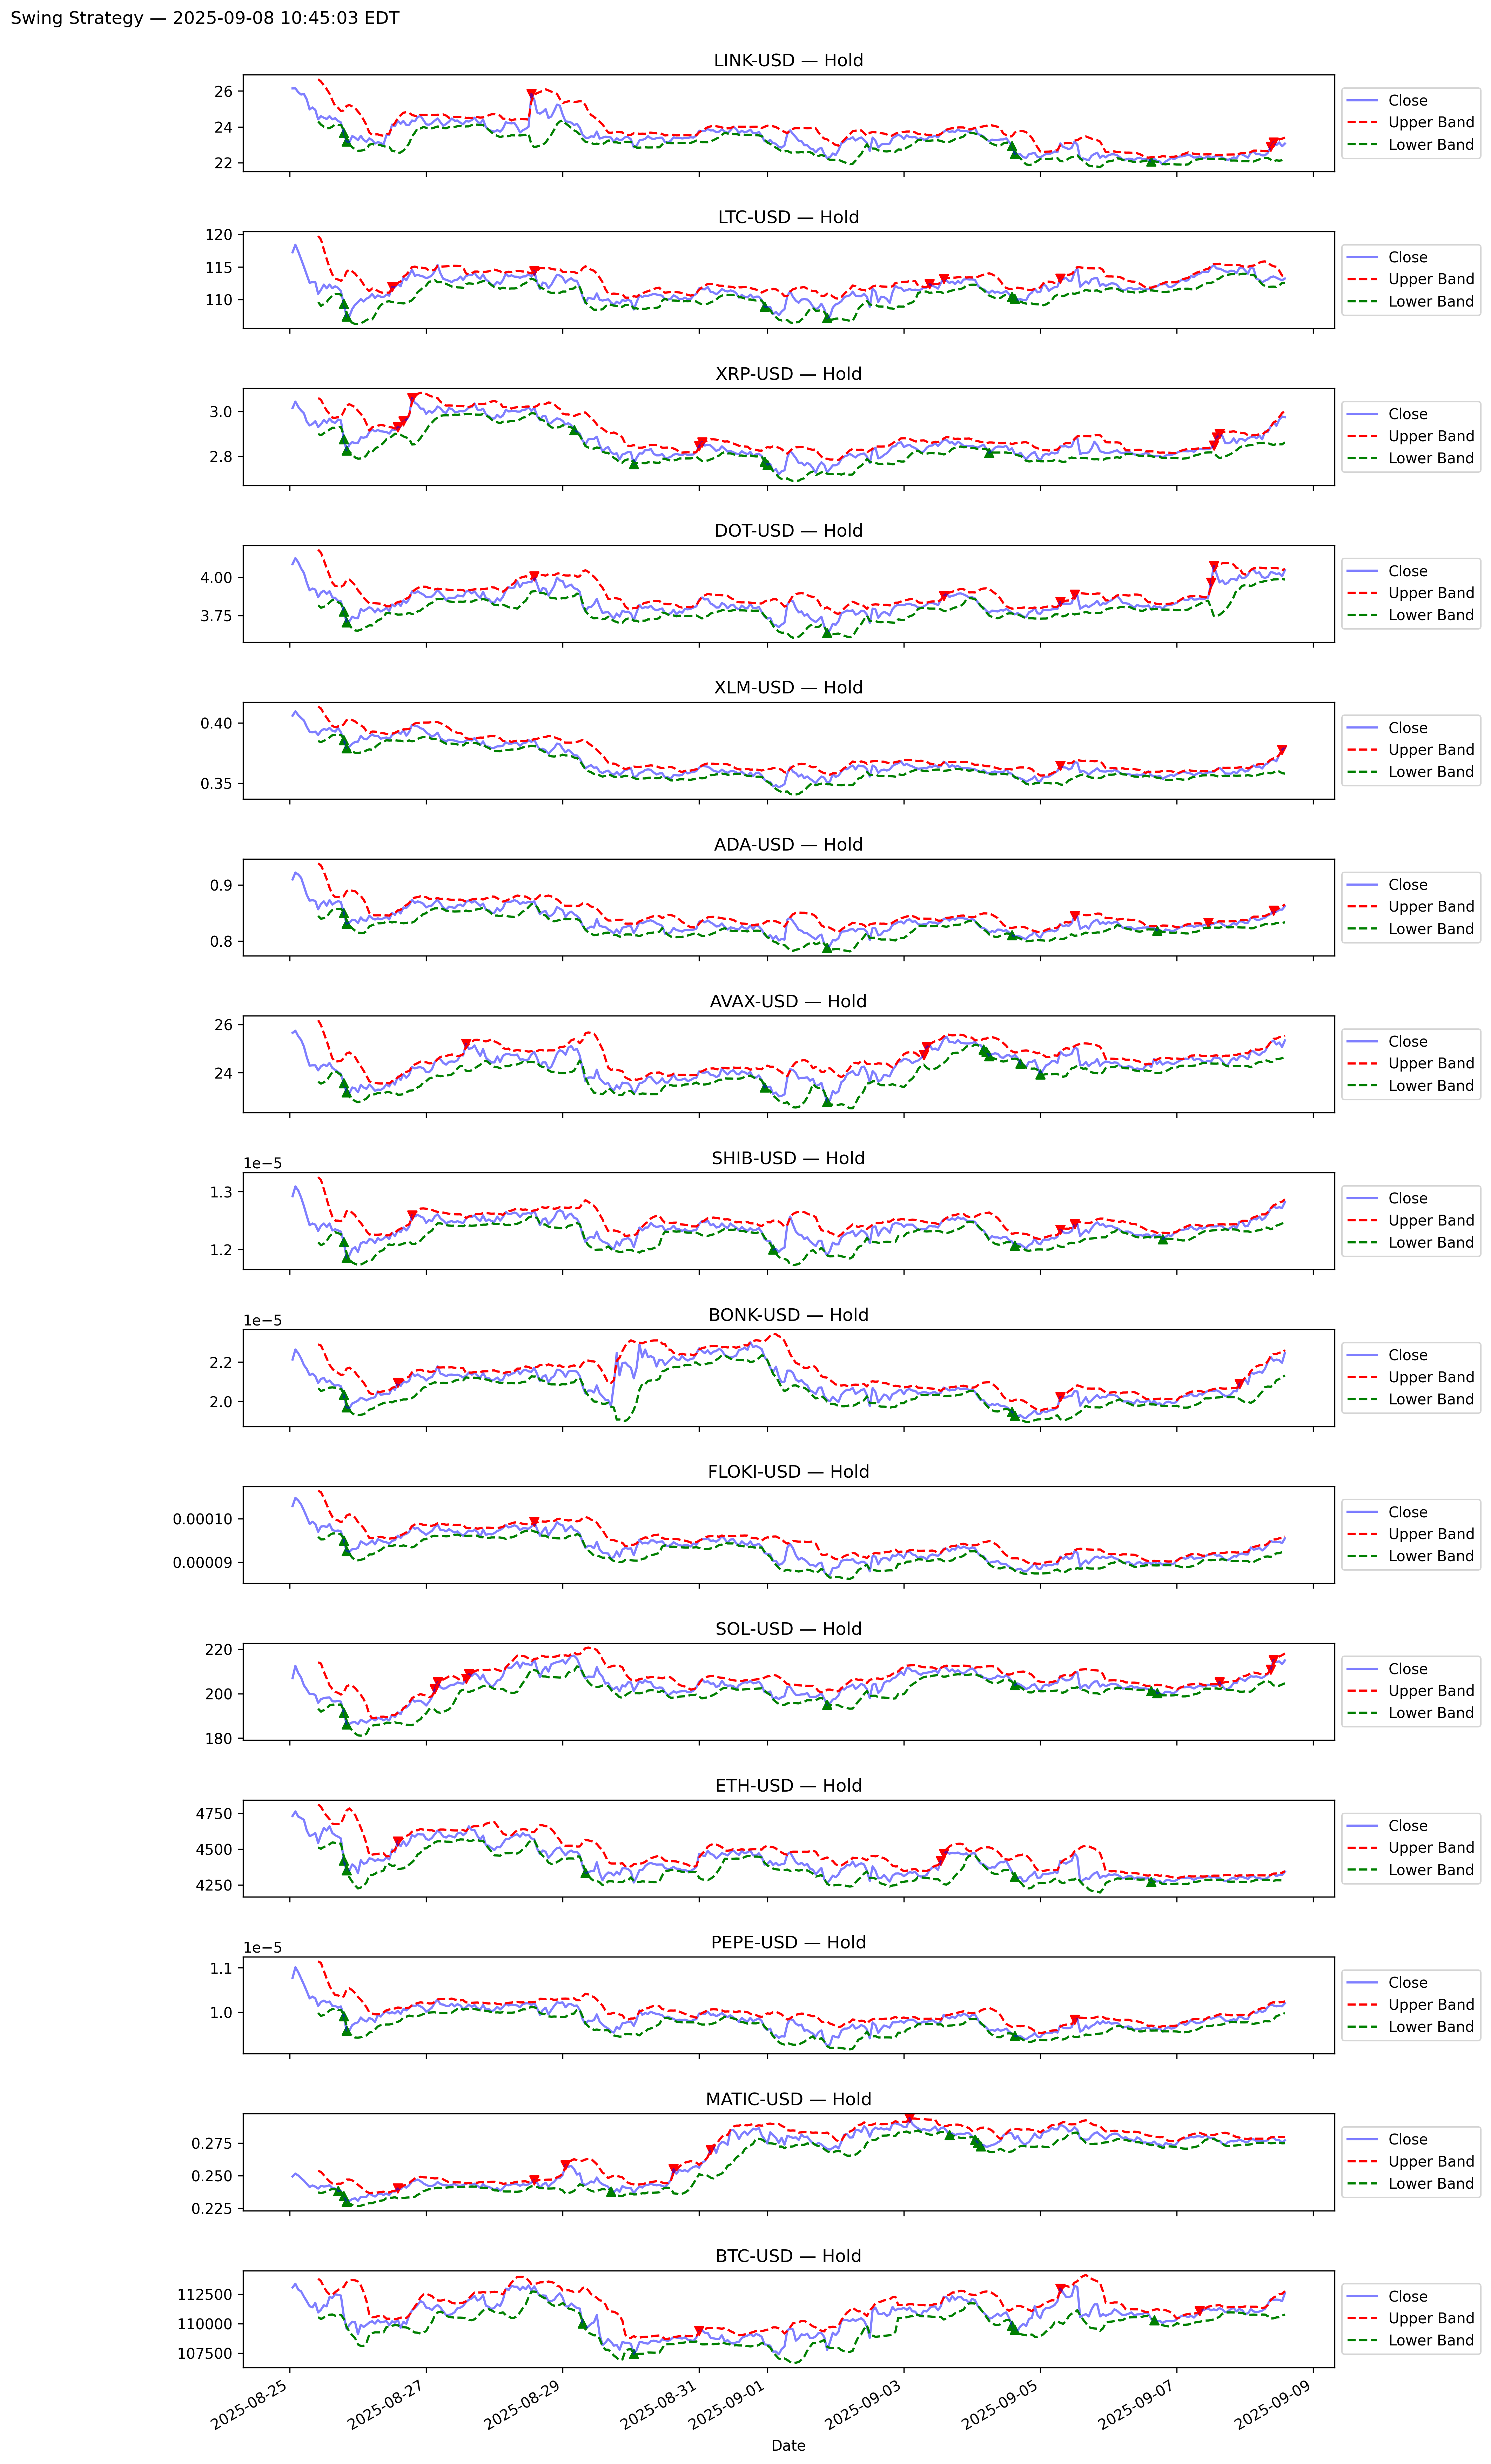 Swing Strategy — 2025-09-08 10:45:03 EDT
LINK-USD — Hold
26
24
22
Close
Upper Band
Lower Band
LTC-USD — Hold
120
115
110
Close
Upper Band
Lower Band
XRP-USD — Hold
3.0
2.8
Close
Upper Band
Lower Band
DOT-USD — Hold
4.00
3.75
Close
Upper Band
Lower Band
XLM-USD — Hold
0.40
0.35
Close
Upper Band
Lower Band
ADA-USD — Hold
0.9
0.8
Close
Upper Band
Lower Band
AVAX-USD — Hold
26
24
Close
Upper Band
Lower Band
SHIB-USD — Hold
1e−5
1.3
1.2
Close
Upper Band
Lower Band
BONK-USD — Hold
1e−5
2.2
2.0
Close
Upper Band
Lower Band
FLOKI-USD — Hold
0.00010
0.00009
Close
Upper Band
Lower Band
SOL-USD — Hold
220
200
180
Close
Upper Band
Lower Band
ETH-USD — Hold
4750
4500
4250
Close
Upper Band
Lower Band
PEPE-USD — Hold
1e−5
1.1
1.0
Close
Upper Band
Lower Band
MATIC-USD — Hold
0.275
0.250
0.225
Close
Upper Band
Lower Band
BTC-USD — Hold
112500
110000
107500
Close
Upper Band
Lower Band
2025-08-25
2025-08-27
2025-08-29
2025-08-31
2025-09-01
2025-09-03
2025-09-05
2025-09-07
2025-09-09
Date